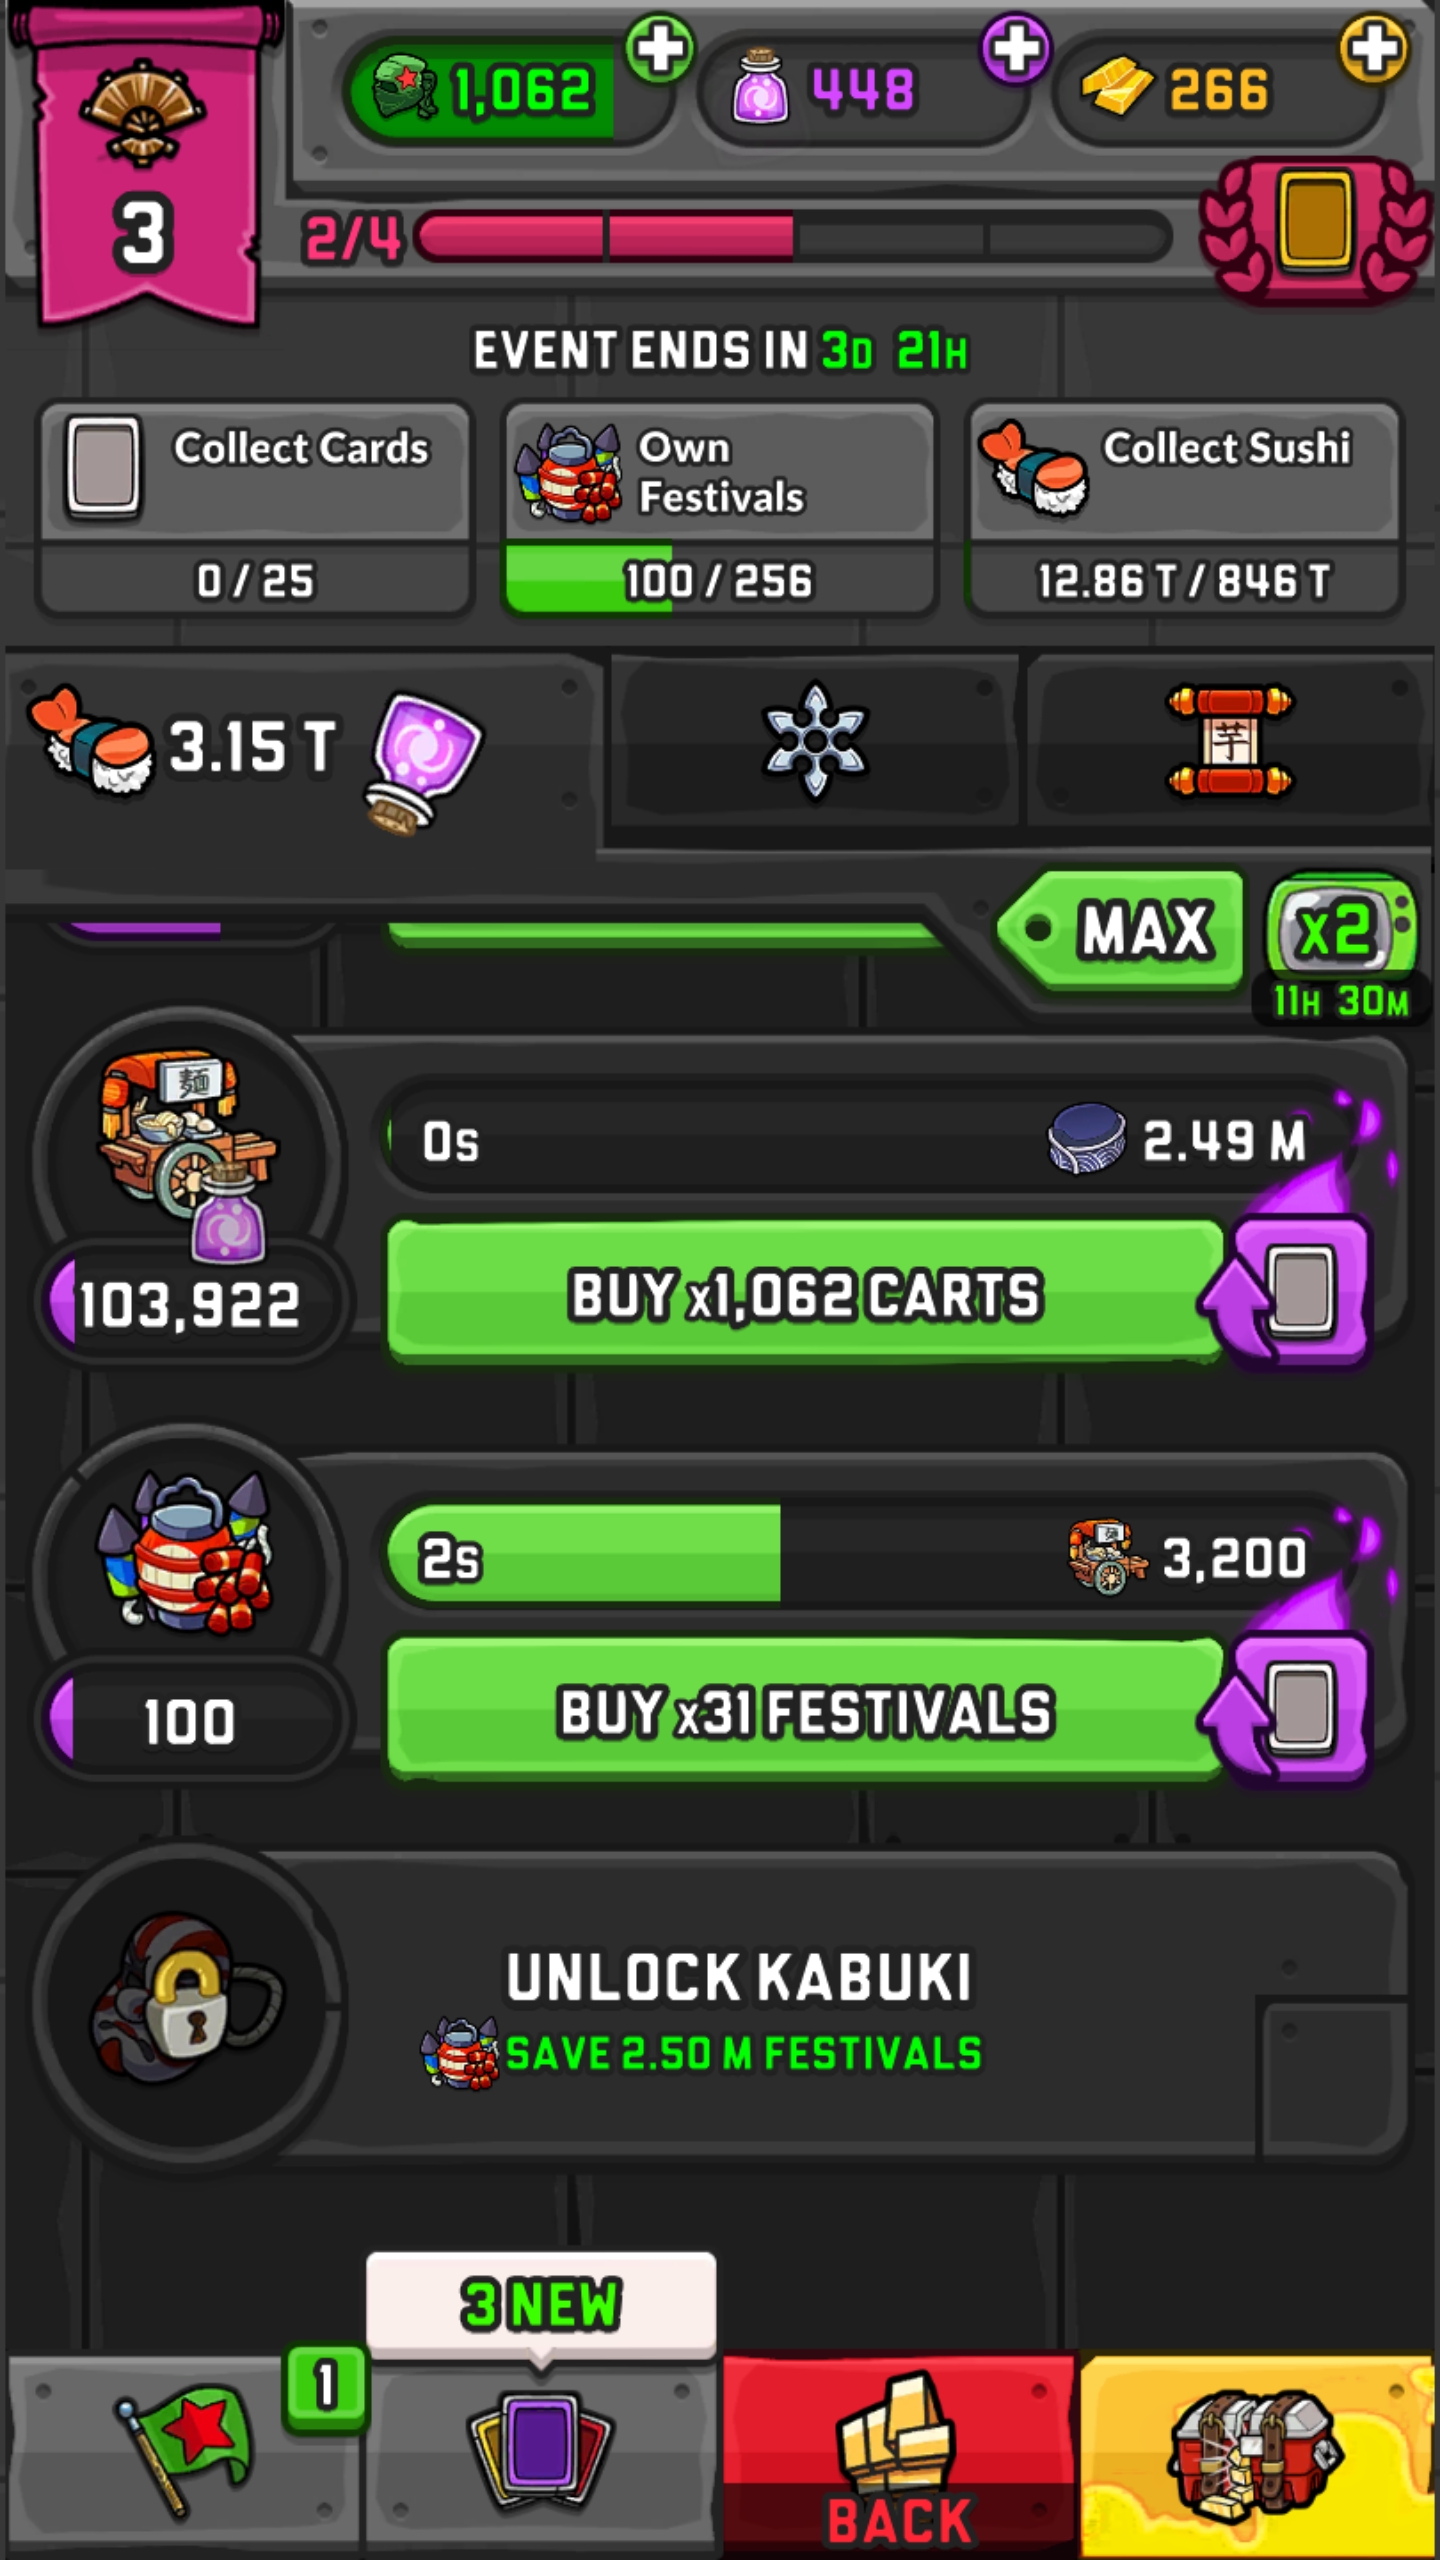 1,062
448
266
3
2/4
EVENT ENDS IN 3D 21H
Collect Cards
0 / 25
Own
Festivals
100 / 256
Collect Sushi
12.86 T / 846 T
3.15 T
芋
MAX
x2
11H 30M
麺
0s
2.49 M
103,922
BUY x1,062 CARTS
2s
3,200
100
BUY x31 FESTIVALS
UNLOCK KABUKI
SAVE 2.50 M FESTIVALS
3 NEW
1
BACK